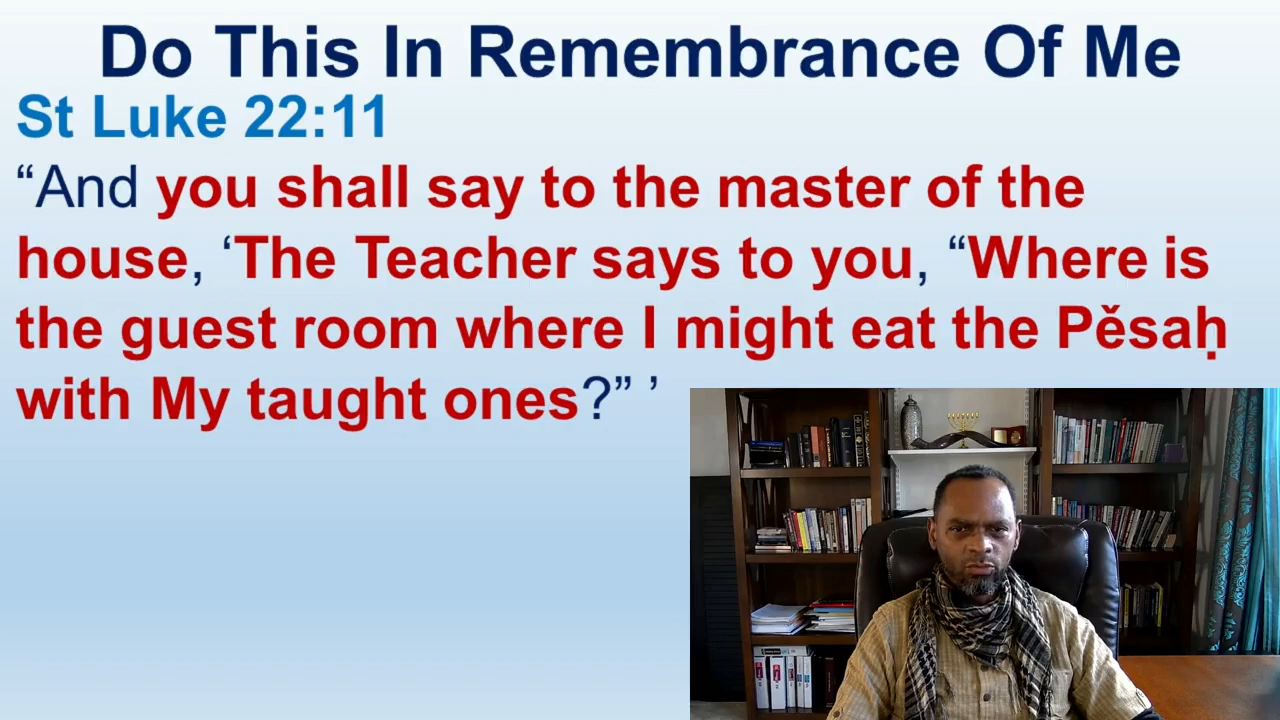 Do This In Remembrance Of Me
St Luke 22:11
“And you shall say to the master of the
house, ‘The Teacher says to you, “Where is
the guest room where I might eat the Pěsaḥ
with My taught ones?” ’